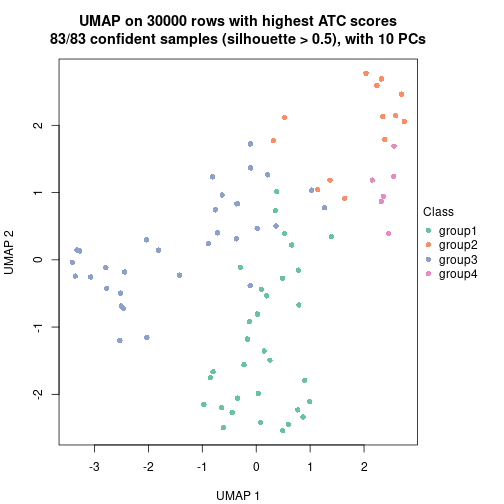 UMAP on 30000 rows with highest ATC scores
83/83 confident samples (silhouette > 0.5), with 10 PCs
2
1
0
-1
-2
UMAP 2
-3
-2
-1
0
1
2
UMAP 1
Class
group1
group2
group3
group4